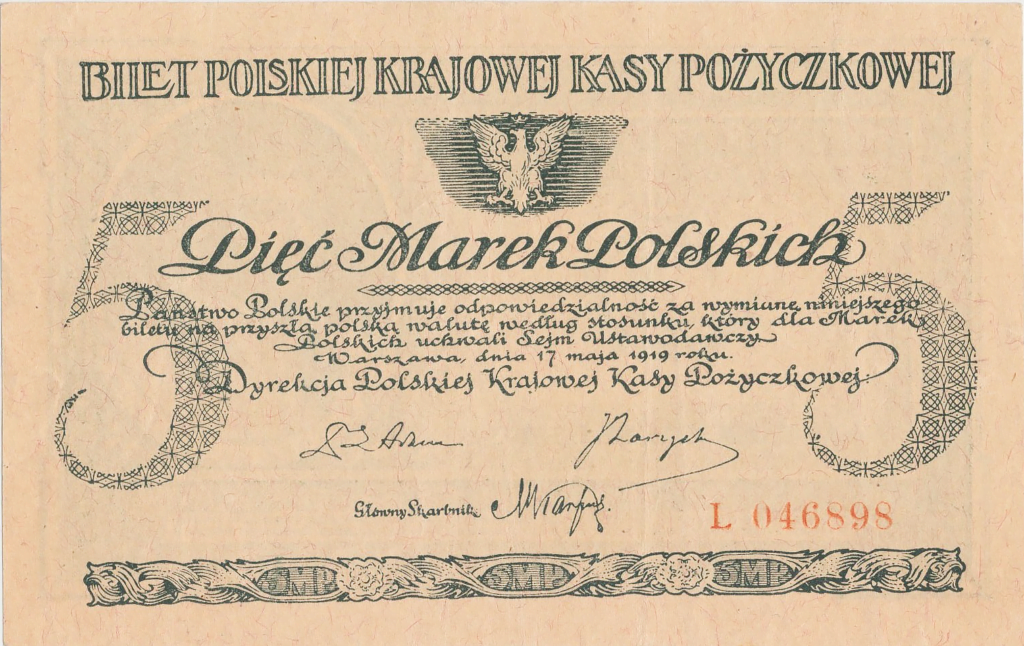 BILET POLSKIEJ KRAJOWEJ KASY POŻYCZKOWEJ
5
5
Pięć Marek Polskich
Państwo Polskie przyjmuje odpowiedzialność za wymianę niniejszego
biletu na przyszłą polską walutę według stosunku, który dla Marek
Polskich uchwali Sejm Ustawodawczy.
Warszawa, dnia 17 maja 1919 roku.
Dyrekcja Polskiej Krajowej Kasy Pożyczkowej:
Główny Skarbnik
L 046898
5MP 5MP 5MP